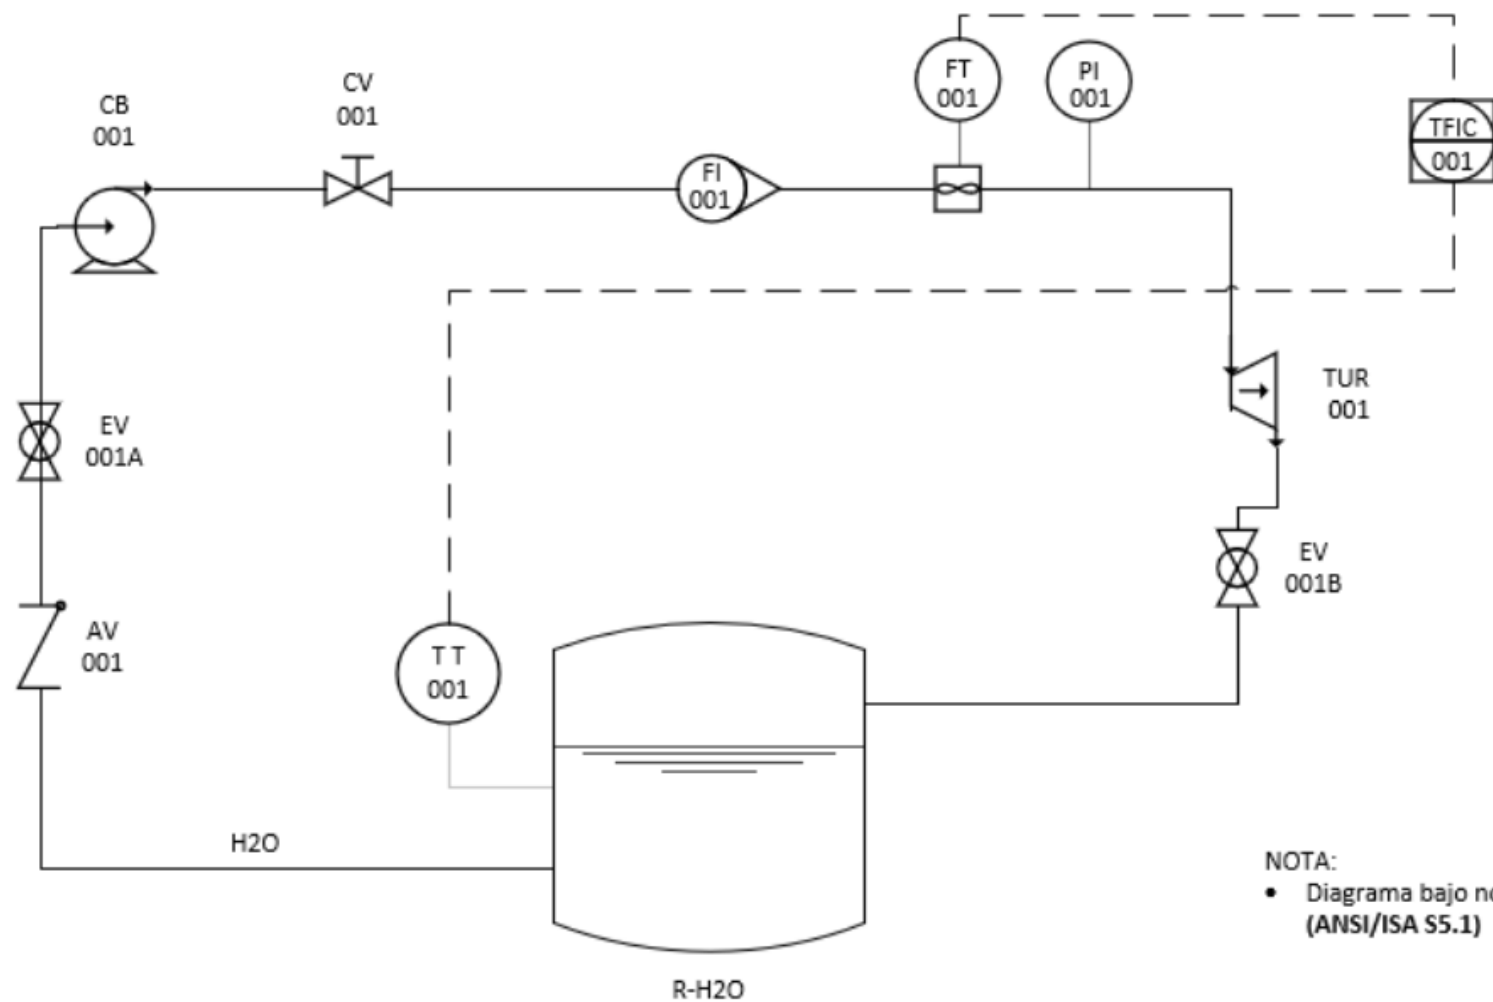 CB
001
CV
001
FI
001
FT
001
PI
001
TFIC
001
EV
001A
TUR
001
EV
001B
AV
001
T T
001
H2O
R-H2O
NOTA:
• Diagrama bajo
(ANSI/ISA S5.1)